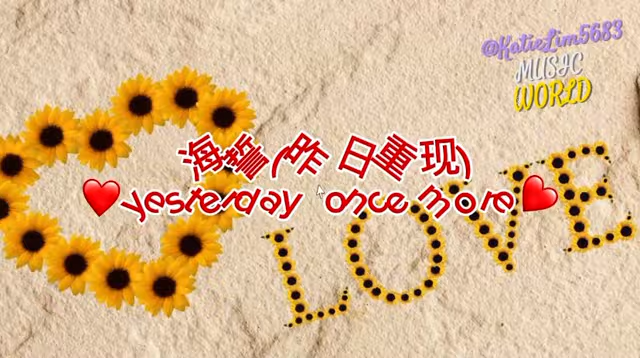 @KatieLim5683
MUSIC
WORLD
海誓(昨日重现)
yesterday once more
LOVE